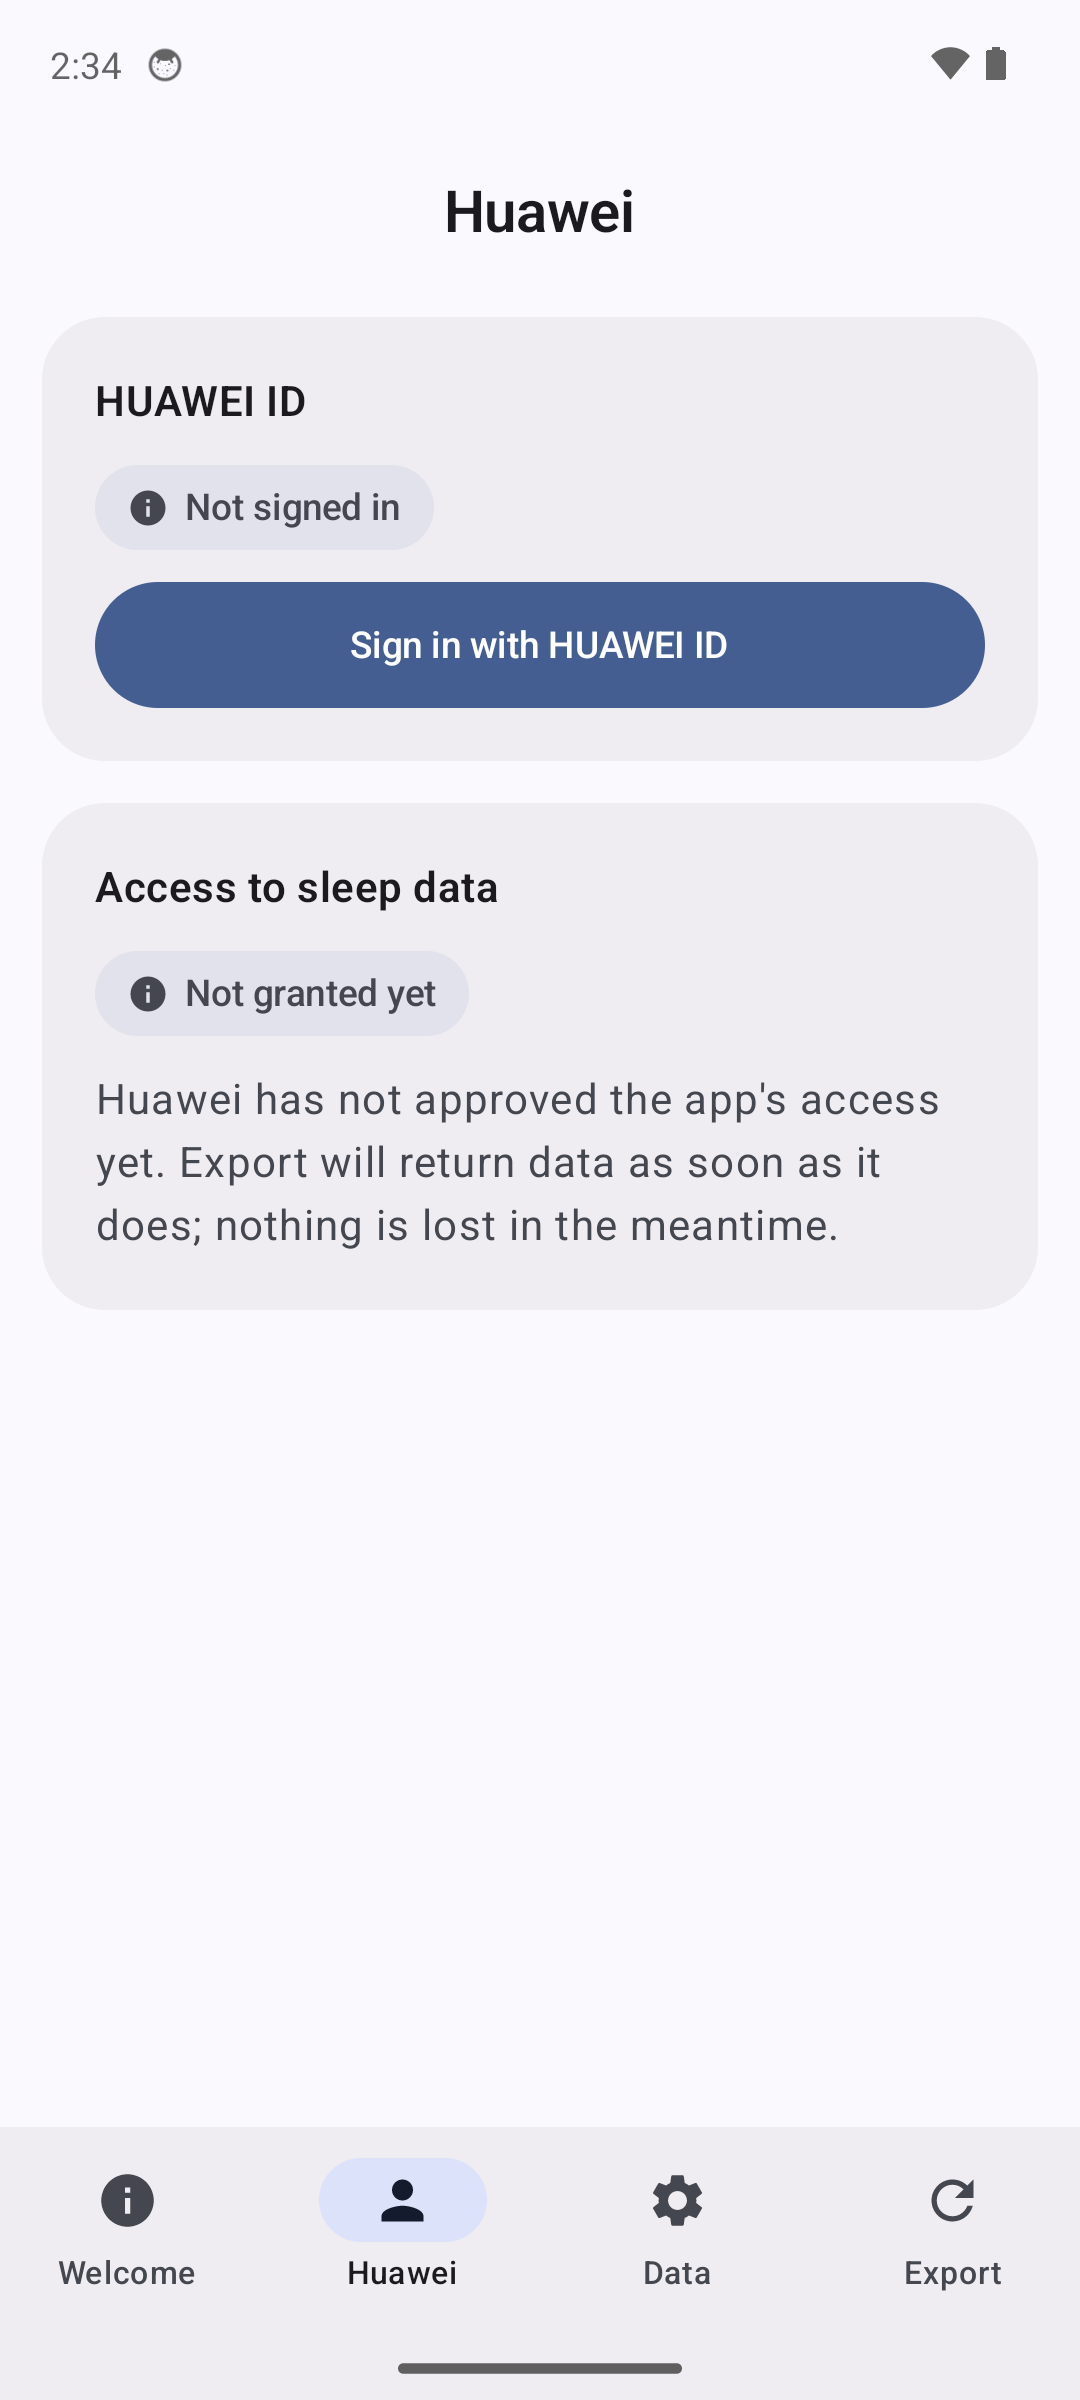 2:34
Huawei
HUAWEI ID
Not signed in
Sign in with HUAWEI ID
Access to sleep data
Not granted yet
Huawei has not approved the app's access
yet. Export will return data as soon as it
does; nothing is lost in the meantime.
Welcome
Huawei
Data
Export